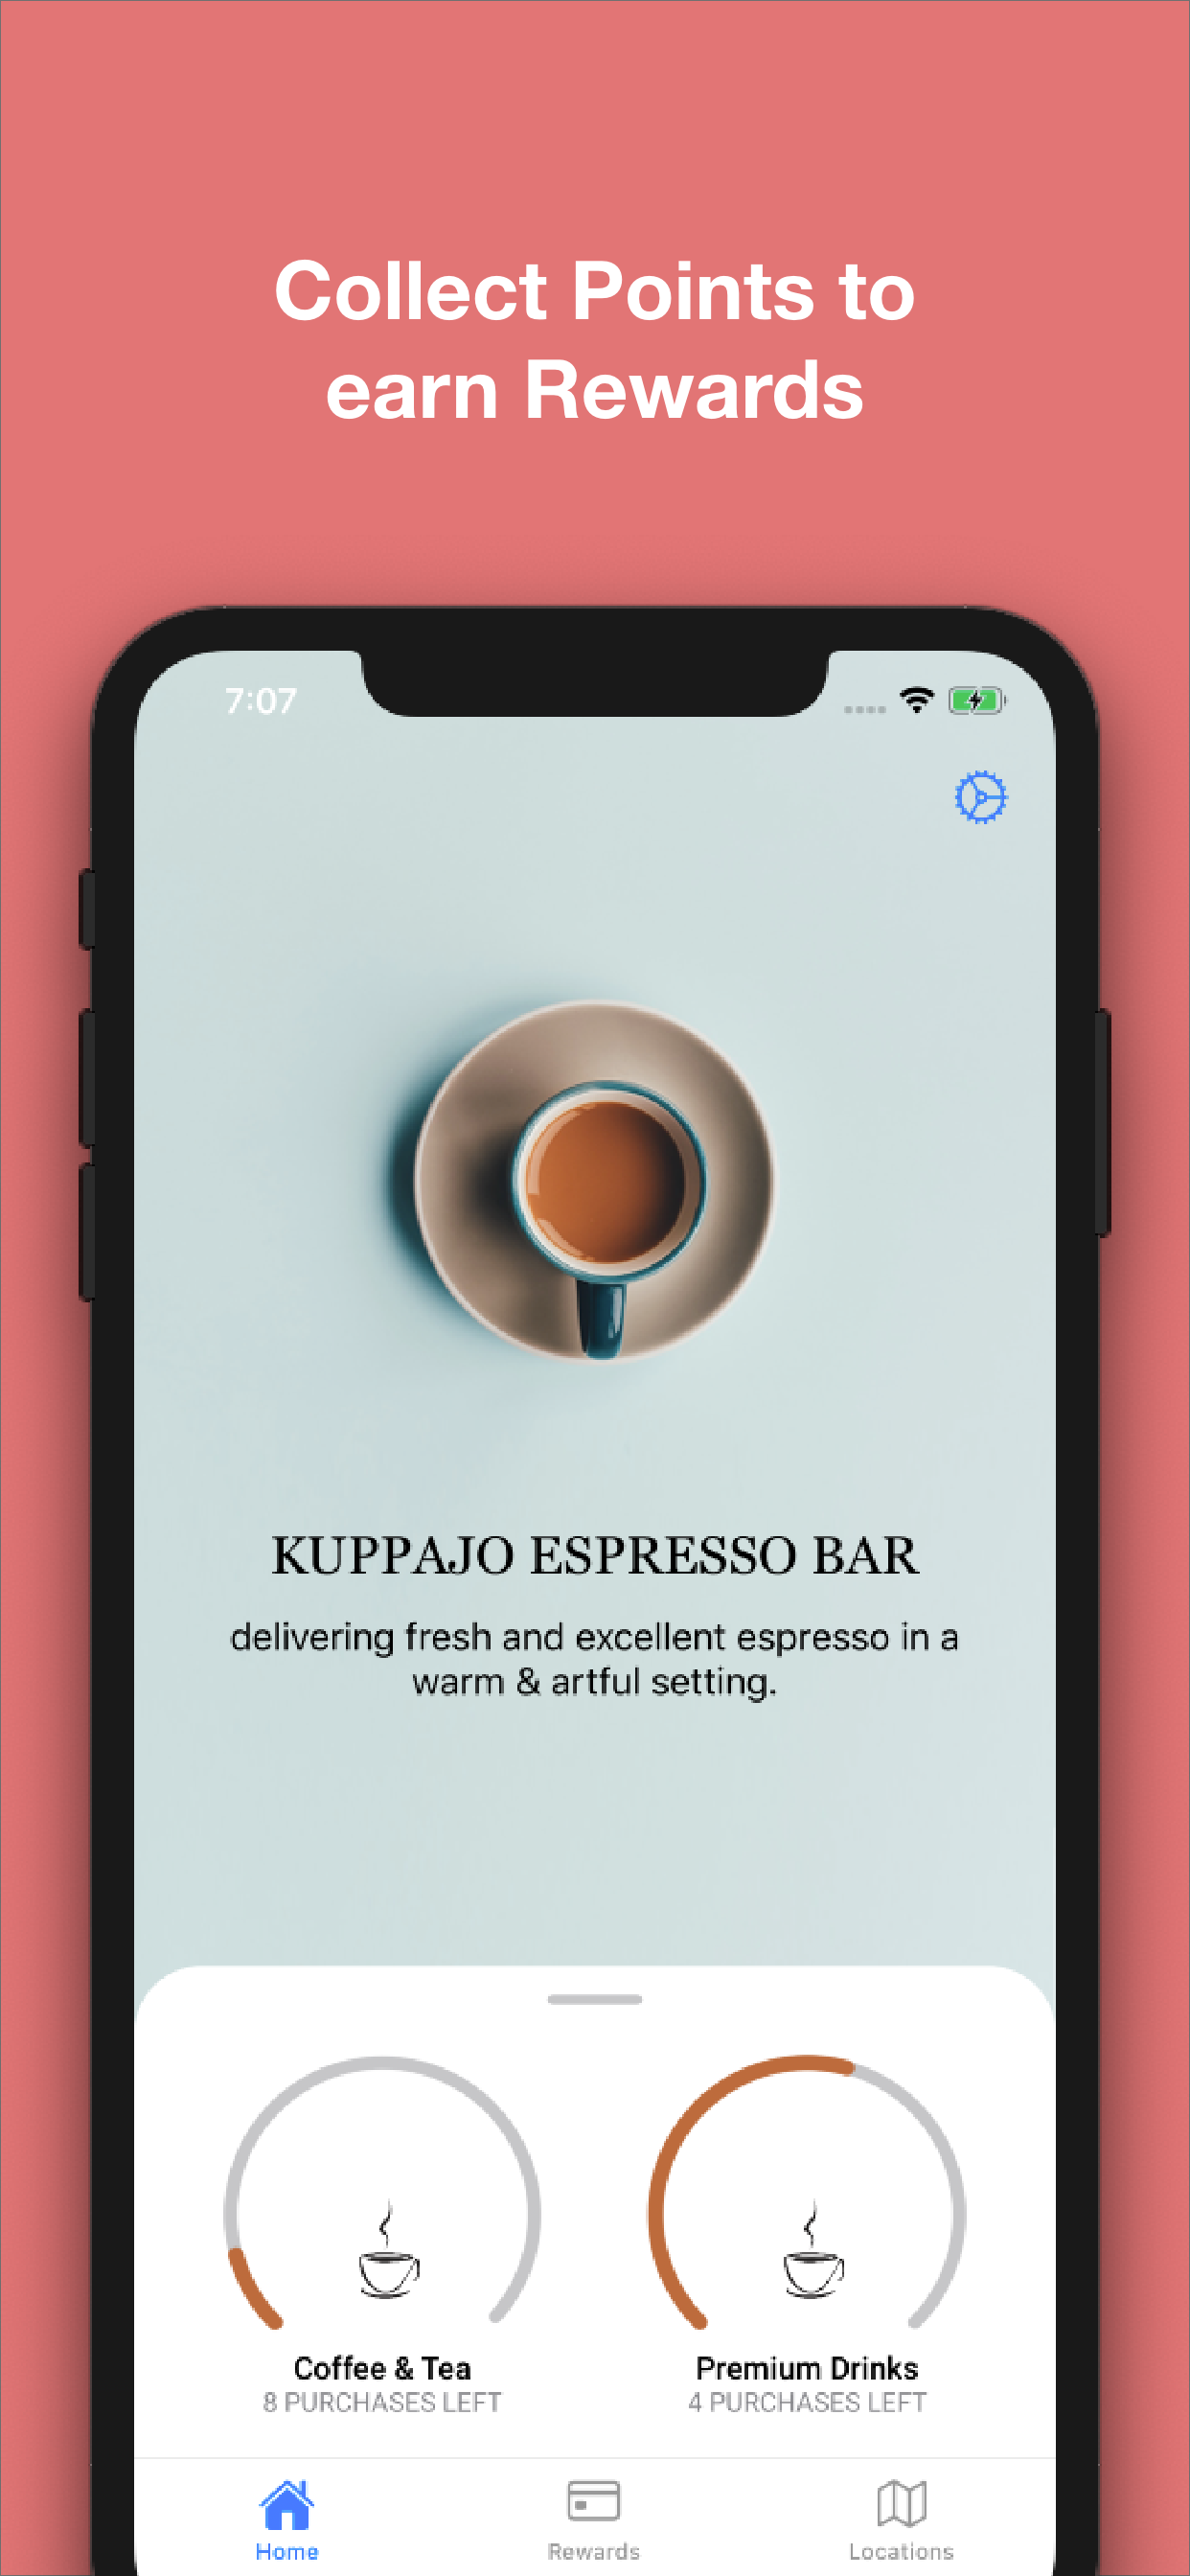 Collect Points to
earn Rewards
7:07
KUPPAJO ESPRESSO BAR
delivering fresh and excellent espresso in a
warm & artful setting.
Coffee & Tea
8 PURCHASES LEFT
Premium Drinks
4 PURCHASES LEFT
Home
Rewards
Locations